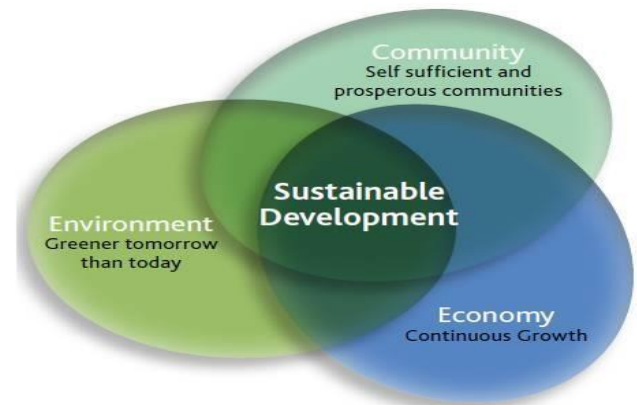 Community
Self sufficient and
prosperous communities
Sustainable
Development
Environment
Greener tomorrow
than today
Economy
Continuous Growth